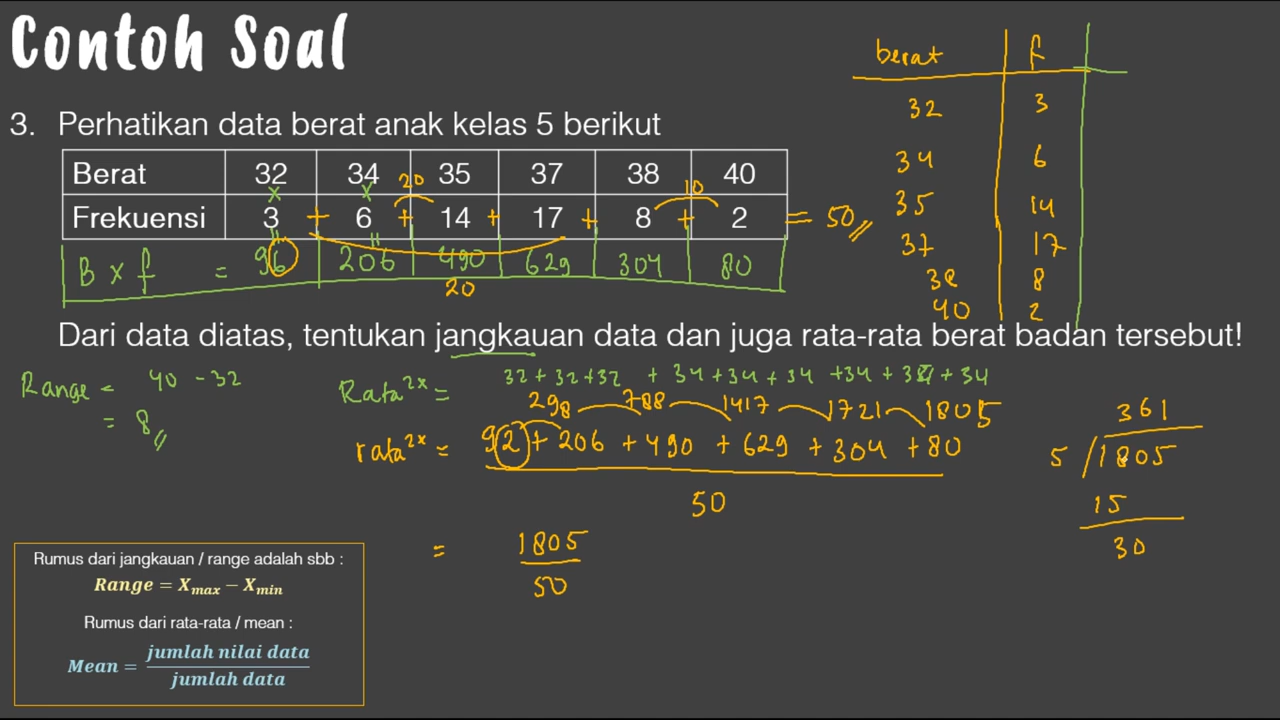 Contoh Soal
3. Perhatikan data berat anak kelas 5 berikut
Berat 32 34 35 37 38 40
x x 20 10
Frekuensi 3 + 6 + 14 + 17 + 8 + 2 = 50
B x f = 96 206 490 629 304 80
20
berat f
32 3
34 6
35 14
37 17
38 8
40 2
Dari data diatas, tentukan jangkauan data dan juga rata-rata berat badan tersebut!
Range = 40 - 32
= 8
Rata2x = 32 + 32 + 32 + 34 + 34 + 34 + 34 + 34 + 34
298 788 1417 1721 1805
rata2x = 92 + 206 + 490 + 629 + 304 + 80
50
= 1805
50
361
5 / 1805
15
30
Rumus dari jangkauan / range adalah sbb :
Range = Xmax − Xmin
Rumus dari rata-rata / mean :
Mean = jumlah nilai data
jumlah data